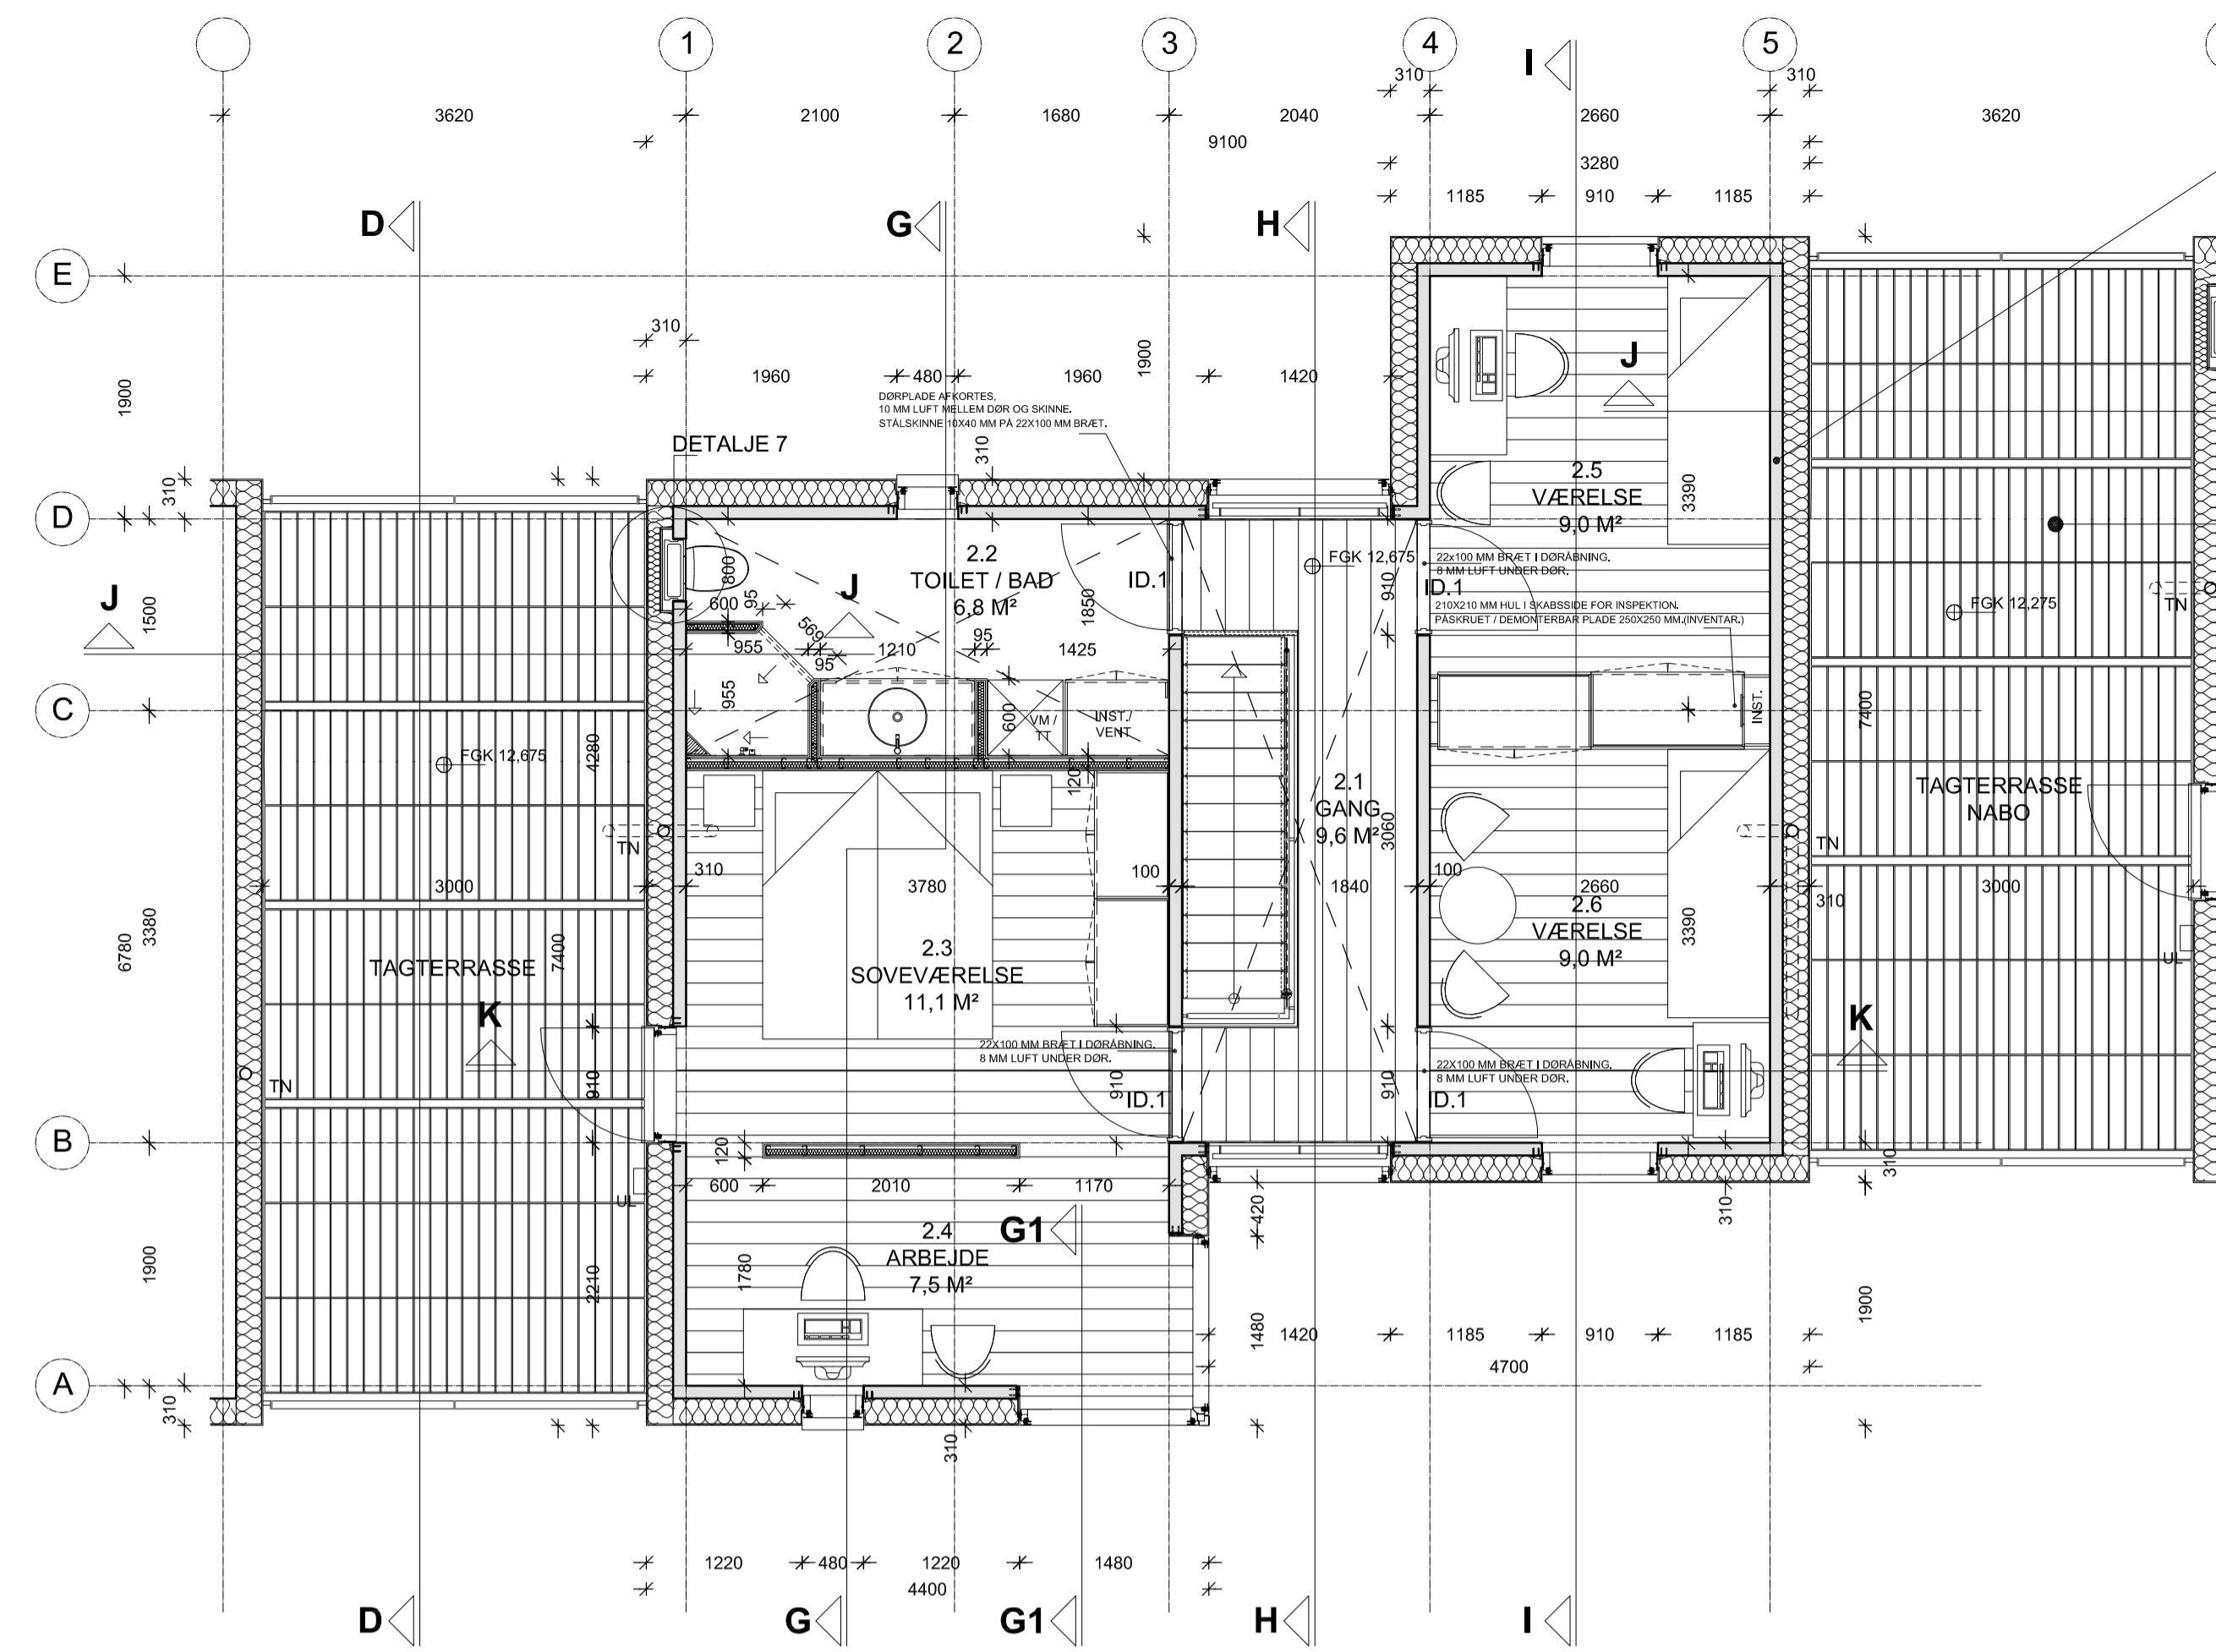 1
2
3
4
5
I
310
310
3620
2100
1680
2040
2660
3620
9100
3280
1185
910
1185
D
G
H
E
310
1900
1960
480
1960
1900
1420
J
DØRPLADE AFKORTES,
10 MM LUFT MELLEM DØR OG SKINNE.
STÅLSKINNE 10X40 MM PÅ 22X100 MM BRÆT.
DETALJE 7
310
310
D
2.5
VÆRELSE
9,0 M²
3390
2.2
TOILET / BAD
6,8 M²
ID.1
FGK 12,675
22x100 MM BRÆT I DØRÅBNING.
8 MM LUFT UNDER DØR.
ID.1
910
210X210 MM HUL I SKABSSIDE FOR INSPEKTION.
PÅSKRUET / DEMONTERBAR PLADE 250X250 MM.(INVENTAR.)
FGK 12,275
TN
J
1500
J
800
600
95
569
955
95
1210
95
1425
1850
955
C
600
VM /
TT
INST./
VENT.
INST.
7400
FGK 12,675
4280
120
2.1
GANG
9,6 M²
3060
TAGTERRASSE
NABO
TN
TN
3000
310
3780
100
1840
100
2660
310
3000
6780
3380
TAGTERRASSE
7400
2.3
SOVEVÆRELSE
11,1 M²
2.6
VÆRELSE
9,0 M²
3390
UL
K
K
22X100 MM BRÆT I DØRÅBNING.
8 MM LUFT UNDER DØR.
22X100 MM BRÆT I DØRÅBNING.
8 MM LUFT UNDER DØR.
TN
910
910
910
ID.1
ID.1
B
120
310
UL
600
2010
1170
420
310
1900
2.4
ARBEJDE
7,5 M²
G1
1780
2210
1480
1420
1185
910
1185
1900
4700
A
310
310
1220
480
1220
1480
4400
D
G
G1
H
I